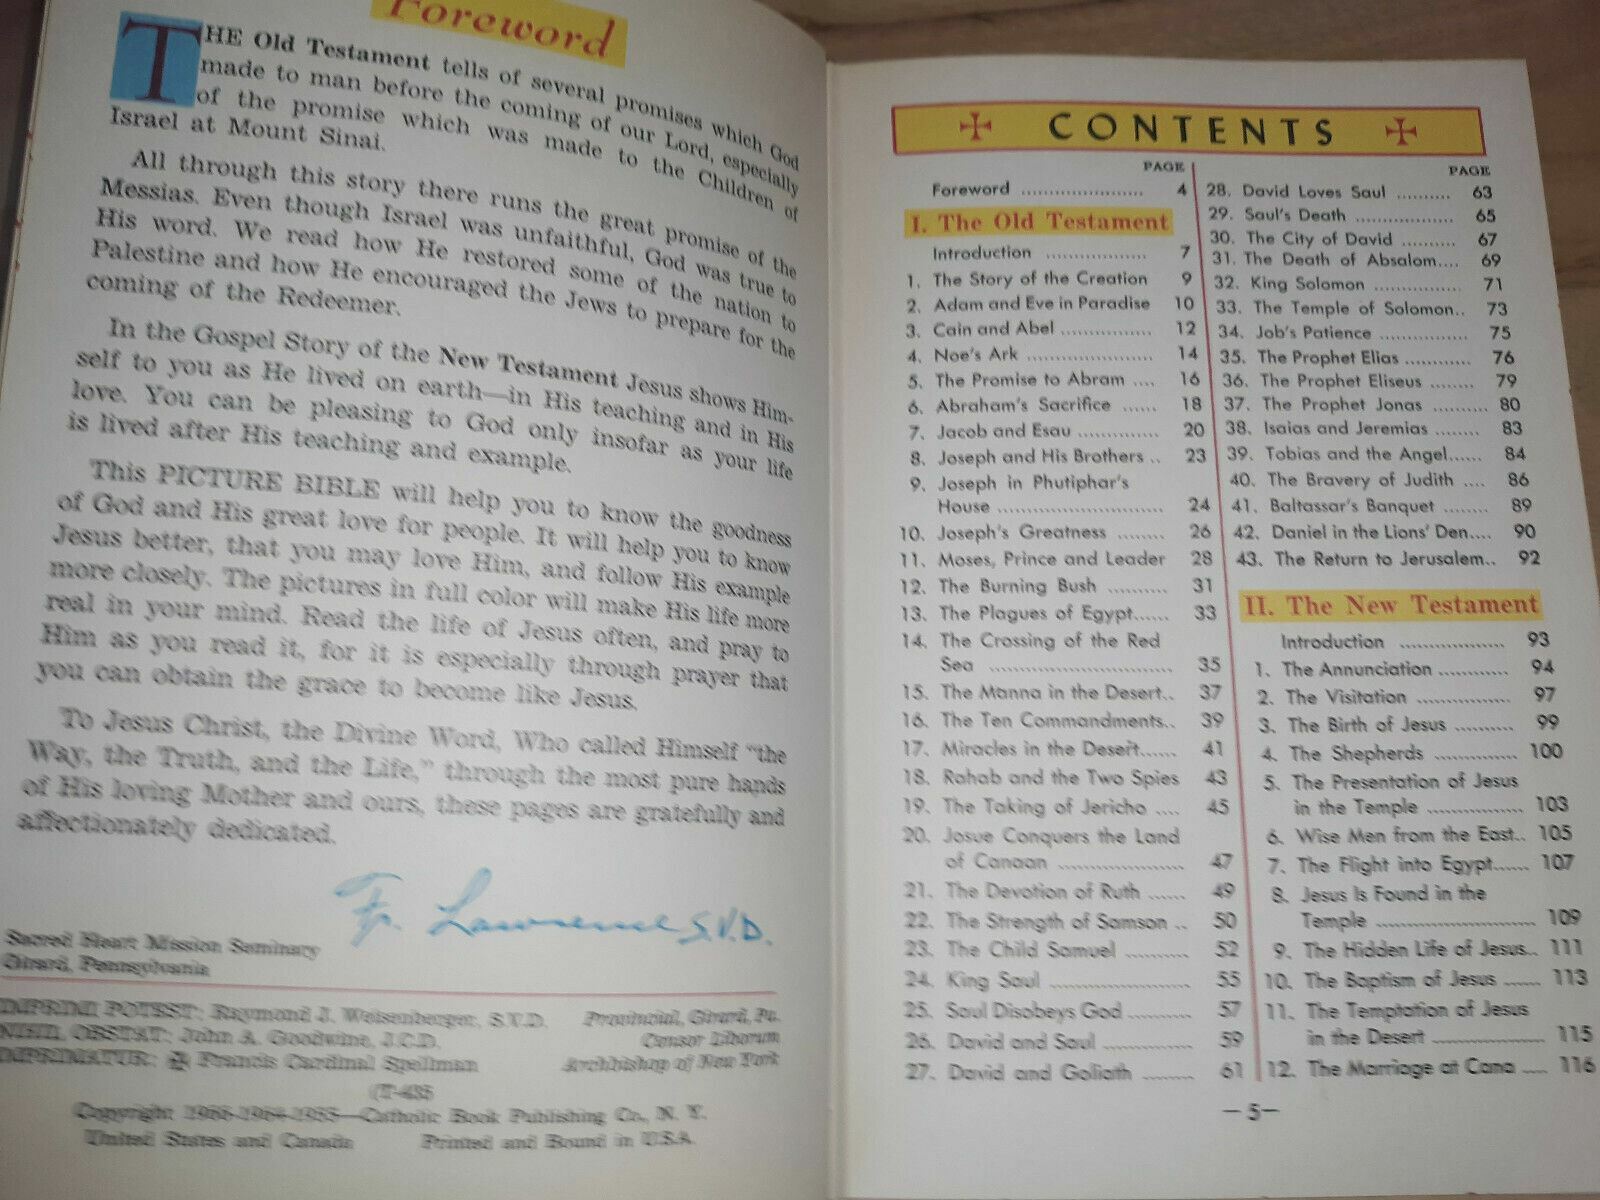 Foreword
THE Old Testament tells of several promises which God
made to man before the coming of our Lord, especially
of the promise which was made to the Children of
Israel at Mount Sinai.
All through this story there runs the great promise of the
Messias. Even though Israel was unfaithful, God was true to
His word. We read how He restored some of the nation to
Palestine and how He encouraged the Jews to prepare for the
coming of the Redeemer.
In the Gospel Story of the New Testament Jesus shows Him-
self to you as He lived on earth—in His teaching and in His
love. You can be pleasing to God only insofar as your life
is lived after His teaching and example.
This PICTURE BIBLE will help you to know the goodness
of God and His great love for people. It will help you to know
Jesus better, that you may love Him, and follow His example
more closely. The pictures in full color will make His life more
real in your mind. Read the life of Jesus often, and pray to
Him as you read it, for it is especially through prayer that
you can obtain the grace to become like Jesus.
To Jesus Christ, the Divine Word, Who called Himself "the
Way, the Truth, and the Life," through the most pure hands
of His loving Mother and ours, these pages are gratefully and
affectionately dedicated.
Fr. Lawrence S.V.D.
Sacred Heart Mission Seminary
Girard, Pennsylvania
IMPRIMI POTEST: Raymond J. Weisenberger, S.V.D. Provincial, Girard, Pa.
NIHIL OBSTAT: John A. Goodwine, J.C.D. Censor Librorum
IMPRIMATUR: ✠ Francis Cardinal Spellman Archbishop of New York
(T-435
Copyright 1955—Catholic Book Publishing Co., N. Y.
United States and Canada Printed and Bound in U.S.A.
CONTENTS
PAGE
Foreword ...................... 4
I. The Old Testament
Introduction .................. 7
1. The Story of the Creation 9
2. Adam and Eve in Paradise 10
3. Cain and Abel ............... 12
4. Noe's Ark .................... 14
5. The Promise to Abram .... 16
6. Abraham's Sacrifice ...... 18
7. Jacob and Esau ............. 20
8. Joseph and His Brothers .. 23
9. Joseph in Phutiphar's
House ........................... 24
10. Joseph's Greatness ........ 26
11. Moses, Prince and Leader 28
12. The Burning Bush .......... 31
13. The Plagues of Egypt...... 33
14. The Crossing of the Red
Sea ............................ 35
15. The Manna in the Desert.. 37
16. The Ten Commandments.. 39
17. Miracles in the Desert...... 41
18. Rahab and the Two Spies 43
19. The Taking of Jericho .... 45
20. Josue Conquers the Land
of Canaan .................... 47
21. The Devotion of Ruth ...... 49
22. The Strength of Samson .. 50
23. The Child Samuel .......... 52
24. King Saul ..................... 55
25. Saul Disobeys God .......... 57
26. David and Saul .............. 59
27. David and Goliath ........ 61
PAGE
28. David Loves Saul .......... 63
29. Saul's Death .................. 65
30. The City of David .......... 67
31. The Death of Absalom.... 69
32. King Solomon ................ 71
33. The Temple of Solomon.. 73
34. Job's Patience ................ 75
35. The Prophet Elias ............ 76
36. The Prophet Eliseus ........ 79
37. The Prophet Jonas .......... 80
38. Isaias and Jeremias ........ 83
39. Tobias and the Angel...... 84
40. The Bravery of Judith .... 86
41. Baltassar's Banquet ........ 89
42. Daniel in the Lions' Den.... 90
43. The Return to Jerusalem.. 92
II. The New Testament
Introduction ................... 93
1. The Annunciation ............ 94
2. The Visitation ................. 97
3. The Birth of Jesus .......... 99
4. The Shepherds ............... 100
5. The Presentation of Jesus
in the Temple ................. 103
6. Wise Men from the East.. 105
7. The Flight into Egypt...... 107
8. Jesus Is Found in the
Temple ......................... 109
9. The Hidden Life of Jesus.. 111
10. The Baptism of Jesus ...... 113
11. The Temptation of Jesus
in the Desert ................... 115
12. The Marriage at Cana .... 116
—5—